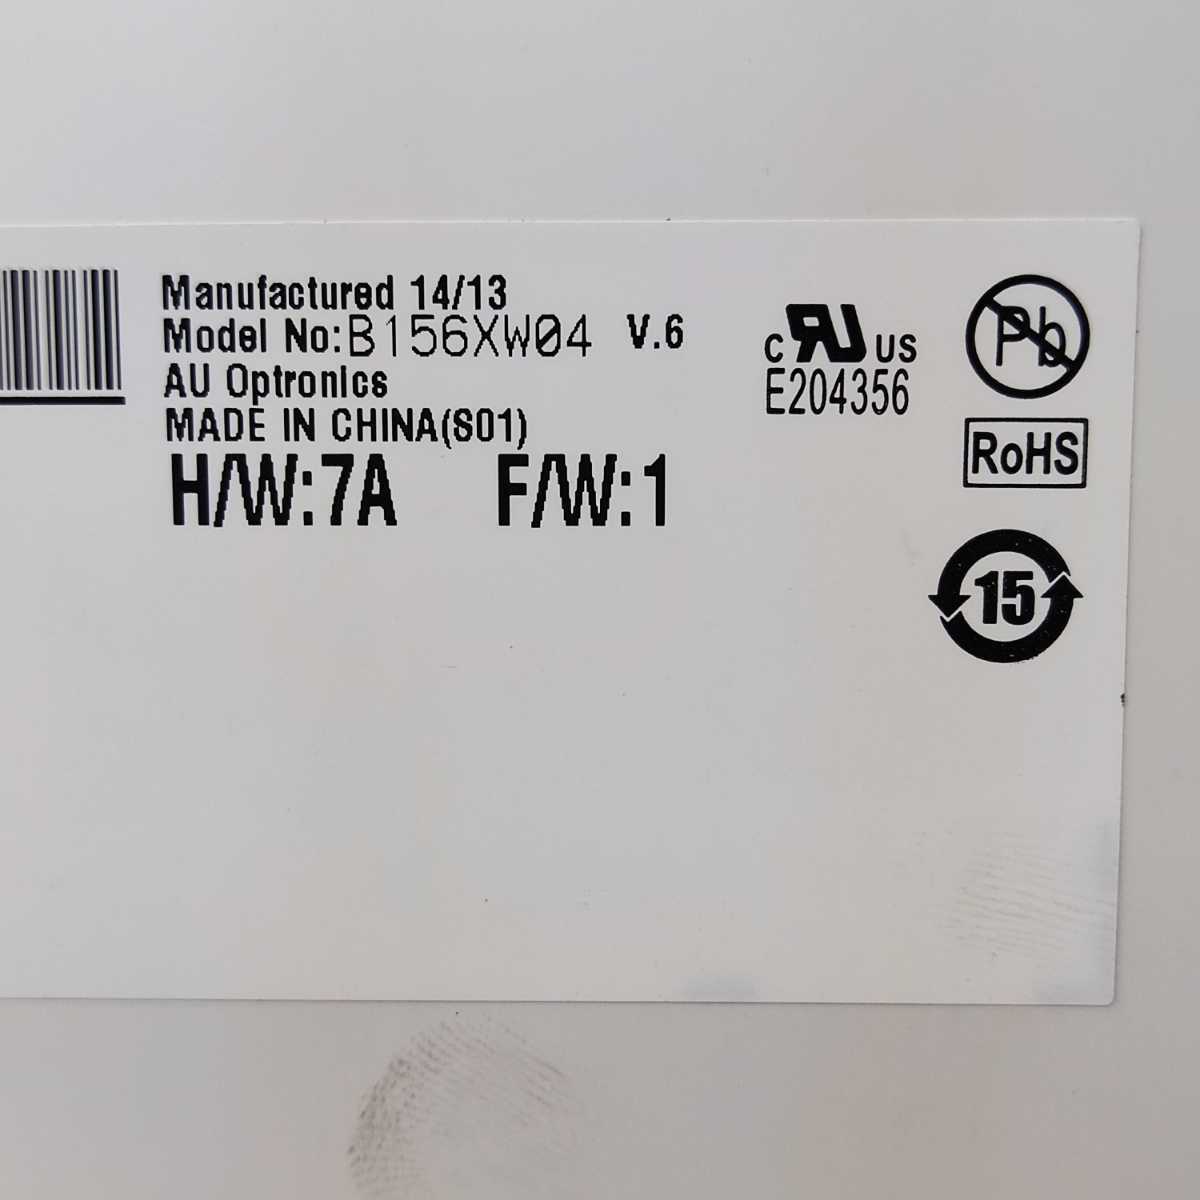 Manufactured 14/13
Model No:B156XW04 V.6
AU Optronics
MADE IN CHINA(S01)
H/W:7A F/W:1
c RU US
E204356
Pb
RoHS
15